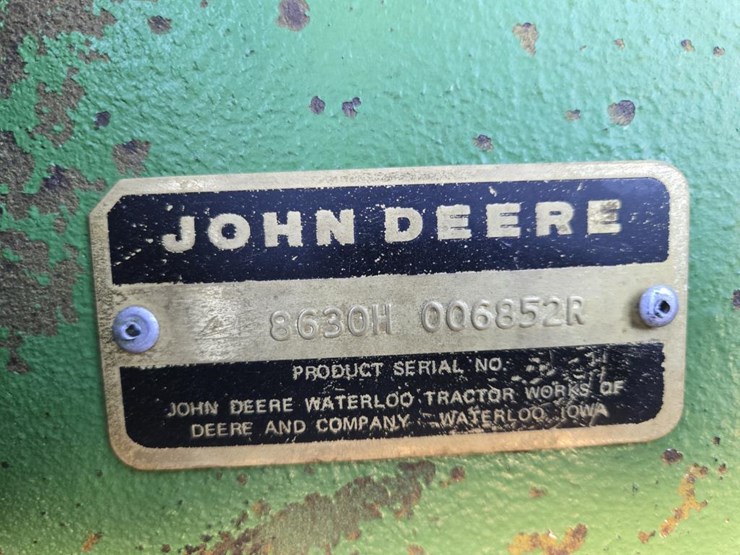 JOHN DEERE
8630H 006852R
PRODUCT SERIAL NO.
JOHN DEERE WATERLOO TRACTOR WORKS OF
DEERE AND COMPANY WATERLOO IOWA